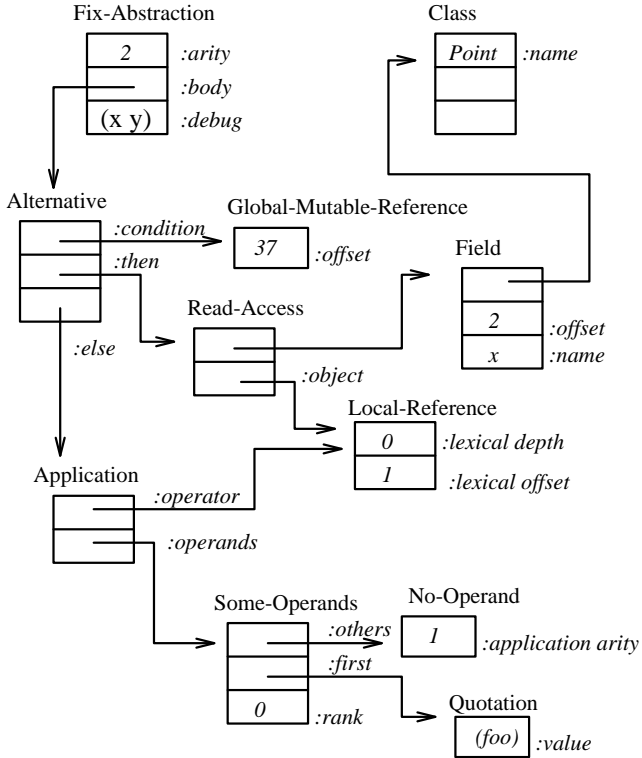 Fix-Abstraction
2 :arity
:body
(x y) :debug
Class
Point :name
Alternative
:condition
:then
:else
Global-Mutable-Reference
37 :offset
Field
2 :offset
x :name
Read-Access
:object
Local-Reference
0 :lexical depth
1 :lexical offset
Application
:operator
:operands
Some-Operands
:others
:first
0 :rank
No-Operand
1 :application arity
Quotation
(foo) :value